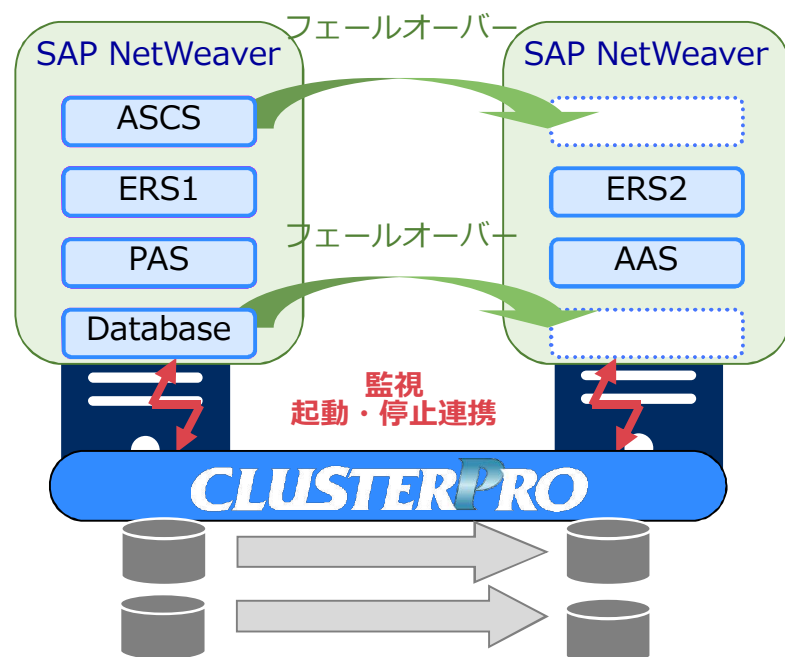 フェールオーバー
SAP NetWeaver
SAP NetWeaver
ASCS
ERS1
ERS2
フェールオーバー
PAS
AAS
Database
監視
起動・停止連携
CLUSTERPRO